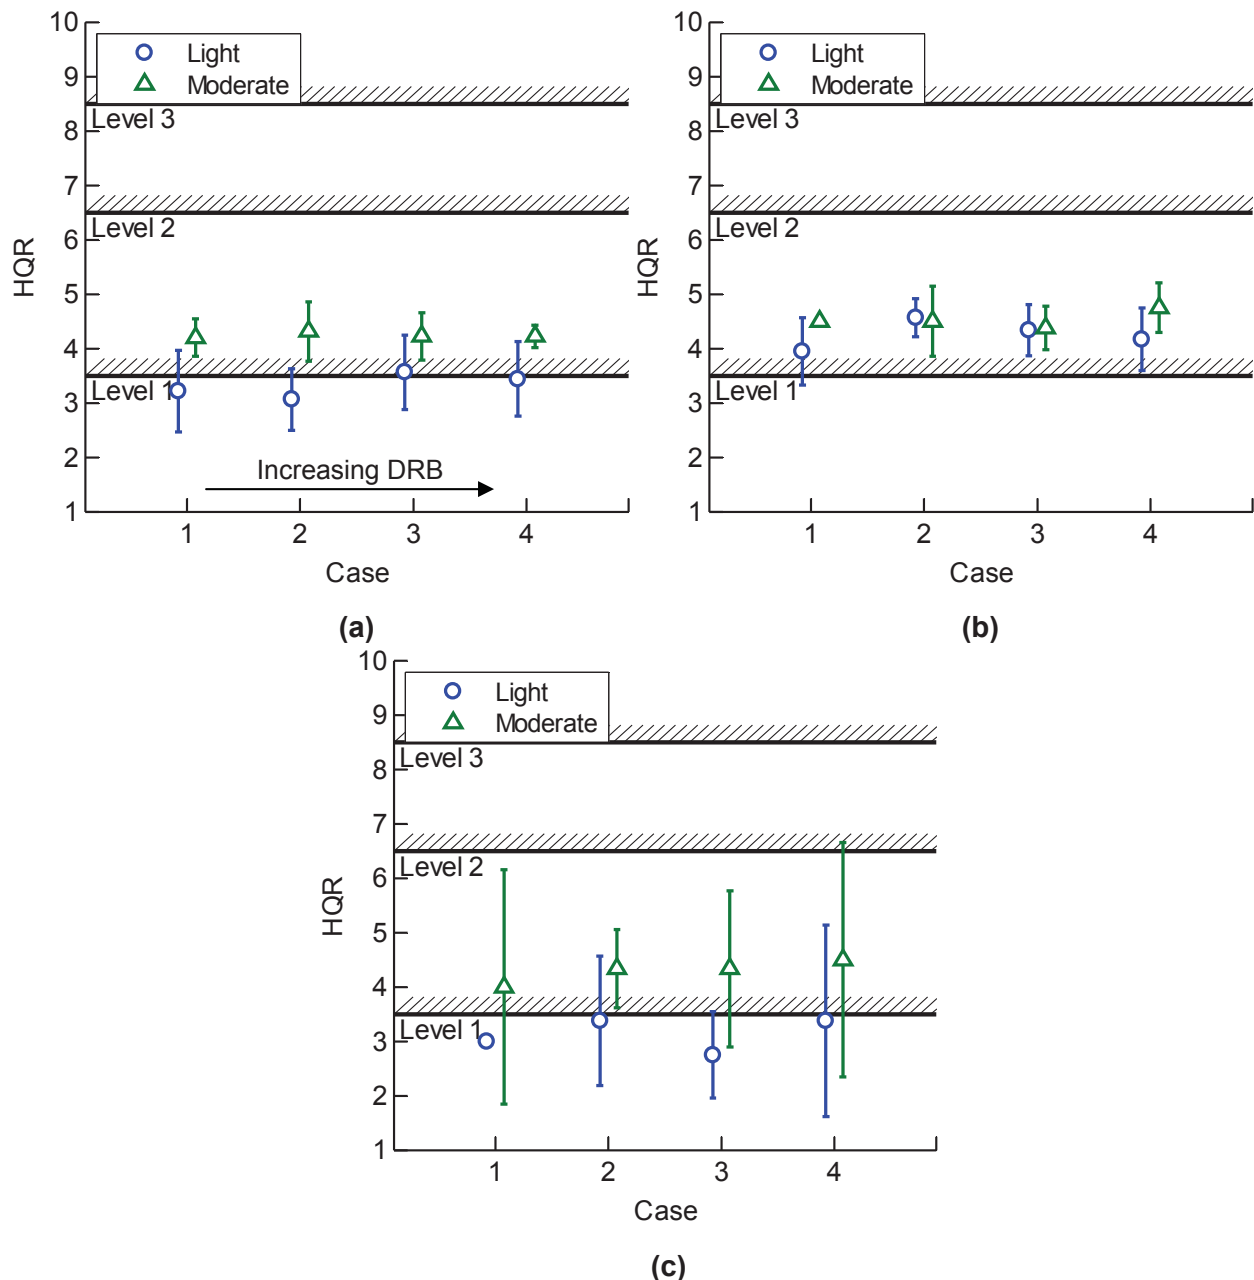 10
9
8
7
6
5
4
3
2
1
HQR
Light
Moderate
Level 3
Level 2
Level 1
Increasing DRB
1 2 3 4
Case
(a)
10
9
8
7
6
5
4
3
2
1
HQR
Light
Moderate
Level 3
Level 2
Level 1
1 2 3 4
Case
(b)
10
9
8
7
6
5
4
3
2
1
HQR
Light
Moderate
Level 3
Level 2
Level 1
1 2 3 4
Case
(c)